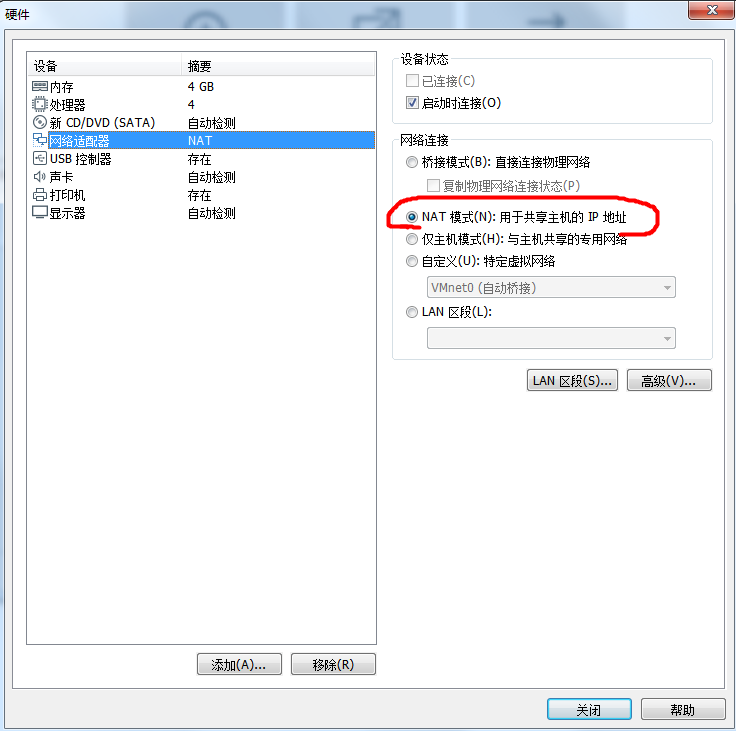 硬件
设备 摘要
内存 4 GB
处理器 4
新 CD/DVD (SATA) 自动检测
网络适配器 NAT
USB 控制器 存在
声卡 自动检测
打印机 存在
显示器 自动检测
添加(A)... 移除(R)
设备状态
已连接(C)
启动时连接(O)
网络连接
桥接模式(B): 直接连接物理网络
复制物理网络连接状态(P)
NAT 模式(N): 用于共享主机的 IP 地址
仅主机模式(H): 与主机共享的专用网络
自定义(U): 特定虚拟网络
VMnet0 (自动桥接)
LAN 区段(L):
LAN 区段(S)... 高级(V)...
关闭 帮助